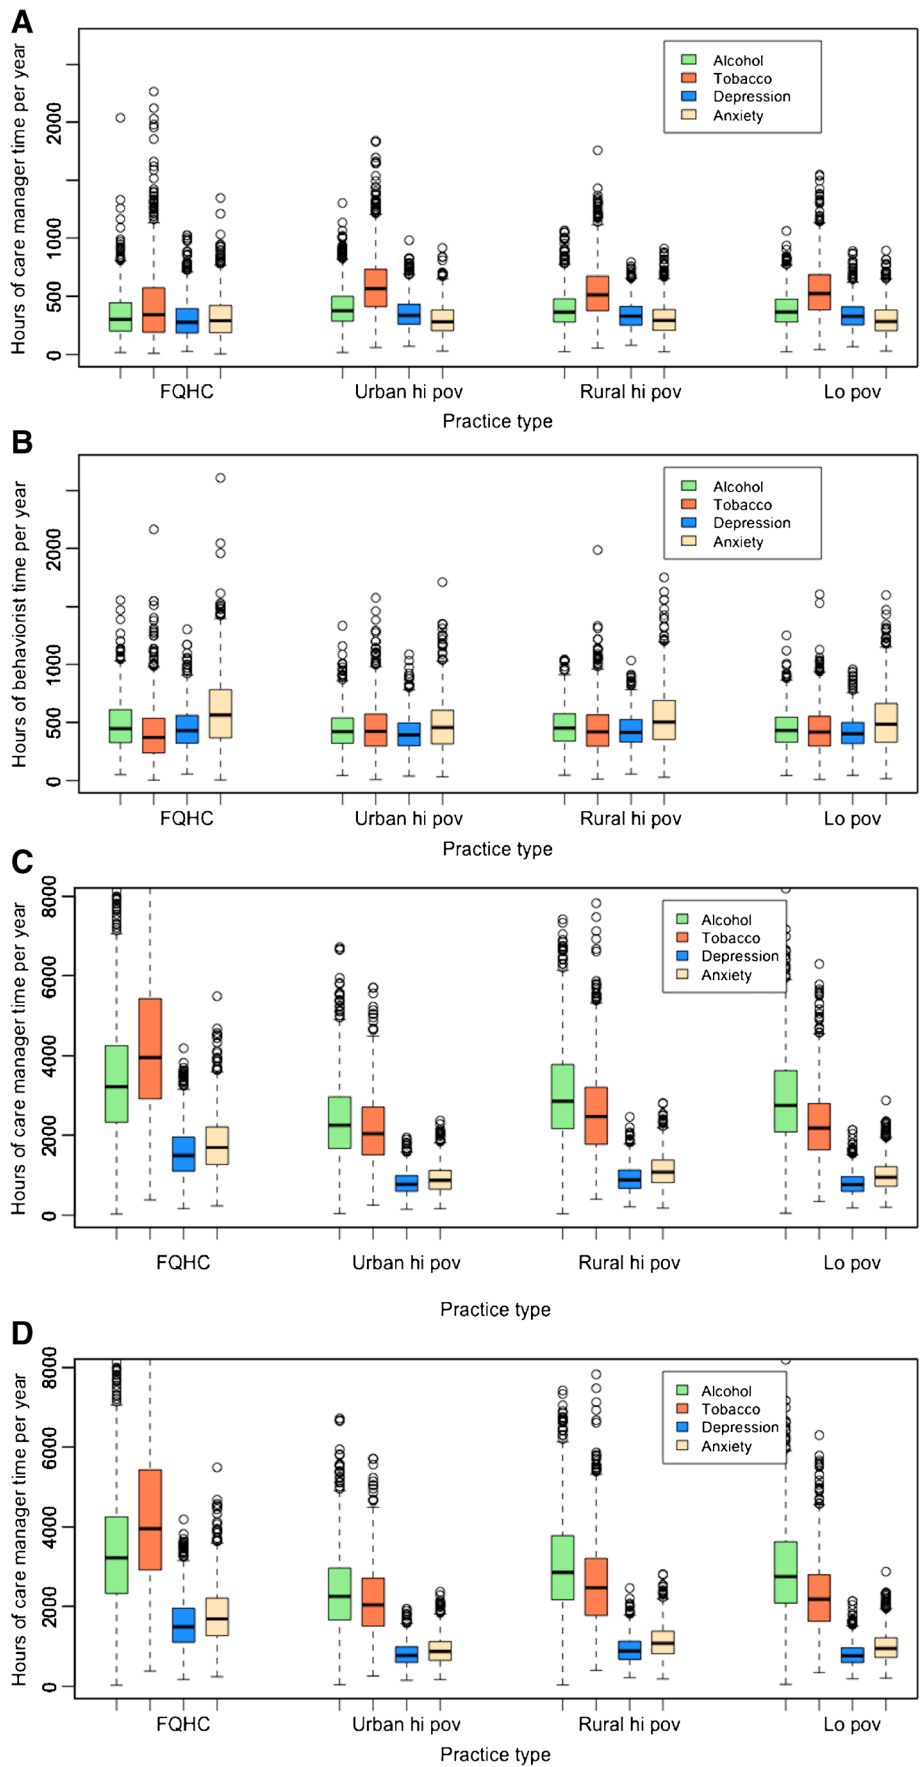 A
Hours of care manager time per year
2000
1000
500
0
Alcohol
Tobacco
Depression
Anxiety
FQHC
Urban hi pov
Rural hi pov
Lo pov
Practice type
B
Hours of behaviorist time per year
2000
1000
500
0
Alcohol
Tobacco
Depression
Anxiety
FQHC
Urban hi pov
Rural hi pov
Lo pov
Practice type
C
Hours of care manager time per year
8000
6000
4000
2000
0
Alcohol
Tobacco
Depression
Anxiety
FQHC
Urban hi pov
Rural hi pov
Lo pov
Practice type
D
Hours of care manager time per year
8000
6000
4000
2000
0
Alcohol
Tobacco
Depression
Anxiety
FQHC
Urban hi pov
Rural hi pov
Lo pov
Practice type